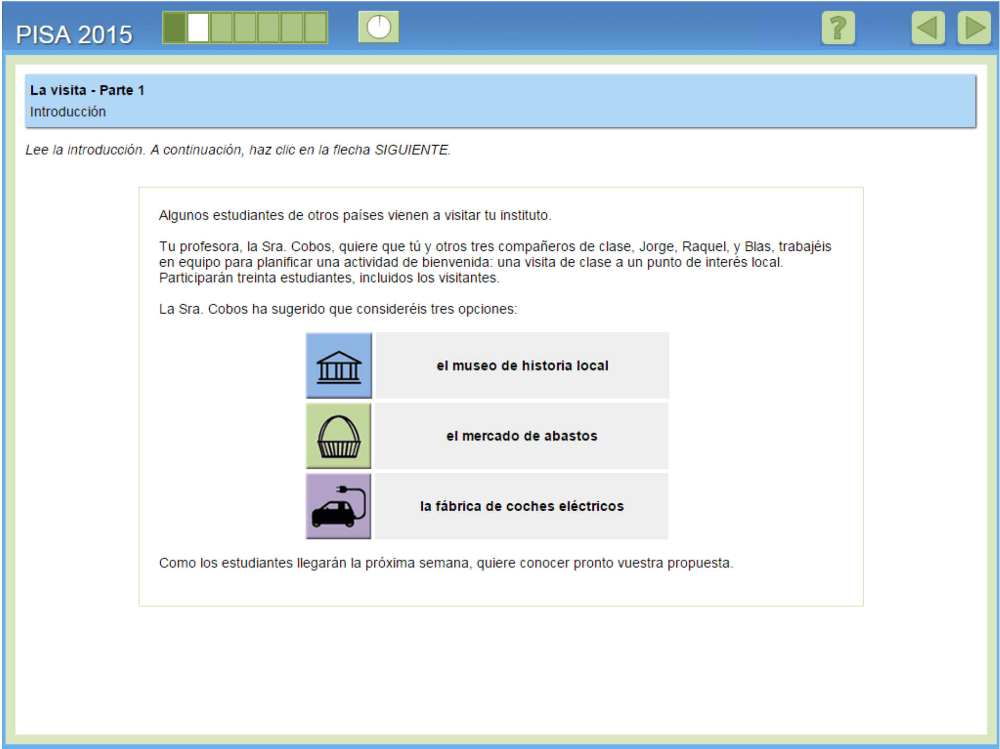 PISA 2015
?
La visita - Parte 1
Introducción
Lee la introducción. A continuación, haz clic en la flecha SIGUIENTE.
Algunos estudiantes de otros países vienen a visitar tu instituto.
Tu profesora, la Sra. Cobos, quiere que tú y otros tres compañeros de clase, Jorge, Raquel, y Blas, trabajéis
en equipo para planificar una actividad de bienvenida: una visita de clase a un punto de interés local.
Participarán treinta estudiantes, incluidos los visitantes.
La Sra. Cobos ha sugerido que consideréis tres opciones:
el museo de historia local
el mercado de abastos
la fábrica de coches eléctricos
Como los estudiantes llegarán la próxima semana, quiere conocer pronto vuestra propuesta.